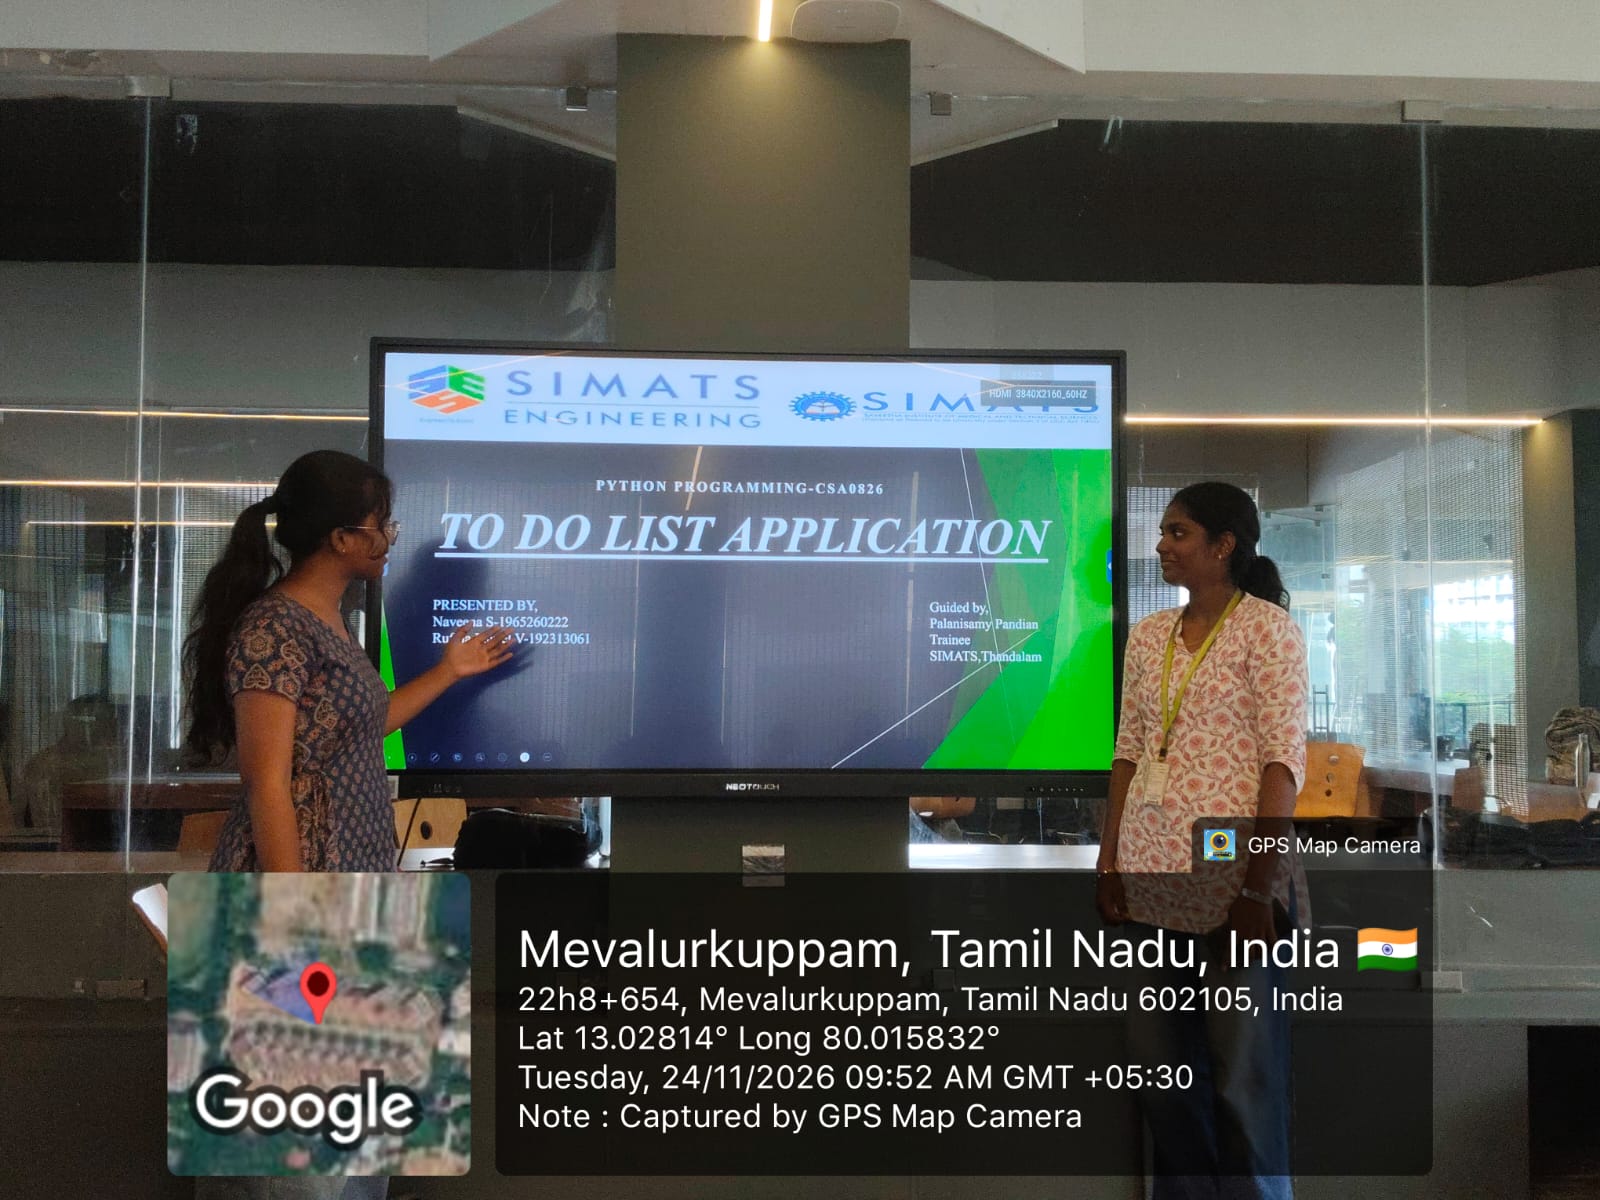 SIMATS
ENGINEERING
SIMATS
HDMI 3840X2160_60HZ
PYTHON PROGRAMMING-CSA0826
TO DO LIST APPLICATION
PRESENTED BY,
Naveena S-1965260222
V-192313061
Guided by,
Palanisamy Pandian
Trainee
SIMATS,Thandalam
NEOTOUCH
GPS Map Camera
Mevalurkuppam, Tamil Nadu, India
22h8+654, Mevalurkuppam, Tamil Nadu 602105, India
Lat 13.02814° Long 80.015832°
Tuesday, 24/11/2026 09:52 AM GMT +05:30
Note : Captured by GPS Map Camera
Google